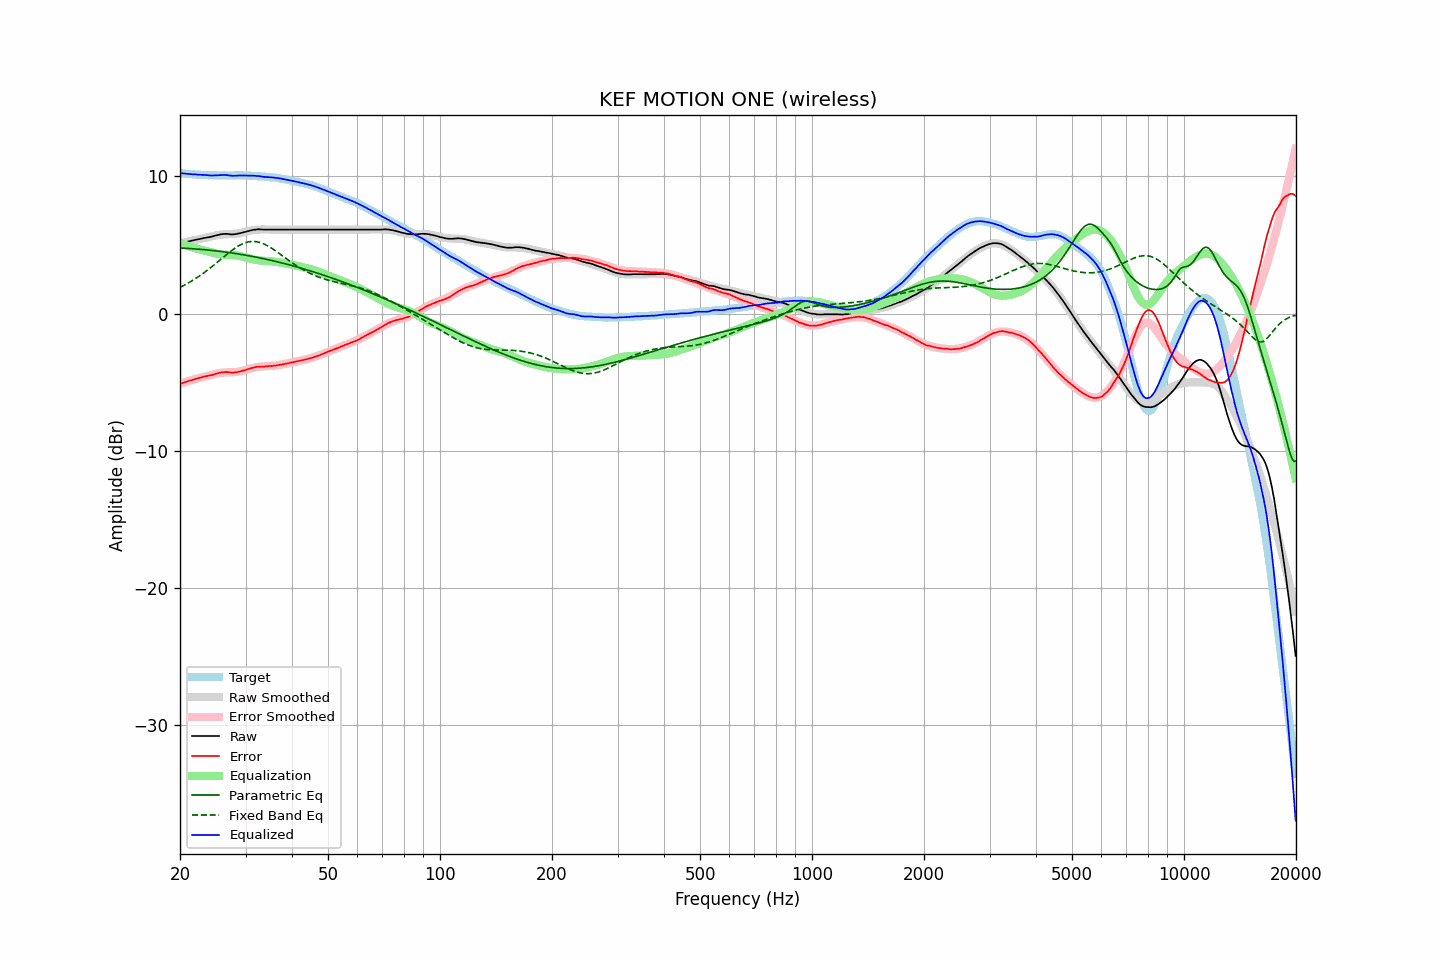 KEF MOTION ONE (wireless)
Amplitude (dBr)
10
0
−10
−20
−30
Target
Raw Smoothed
Error Smoothed
Raw
Error
Equalization
Parametric Eq
Fixed Band Eq
Equalized
20 50 100 200 500 1000 2000 5000 10000 20000
Frequency (Hz)